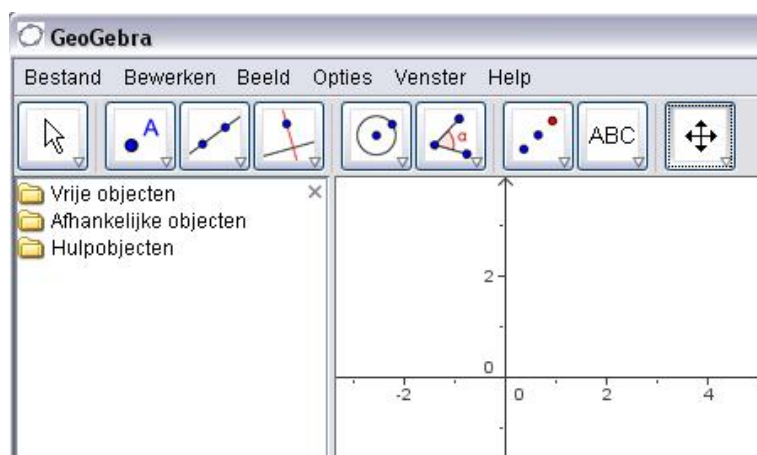 GeoGebra
Bestand Bewerken Beeld Opties Venster Help
A α ABC
Vrije objecten
Afhankelijke objecten
Hulpobjecten
2
0
-2 0 2 4